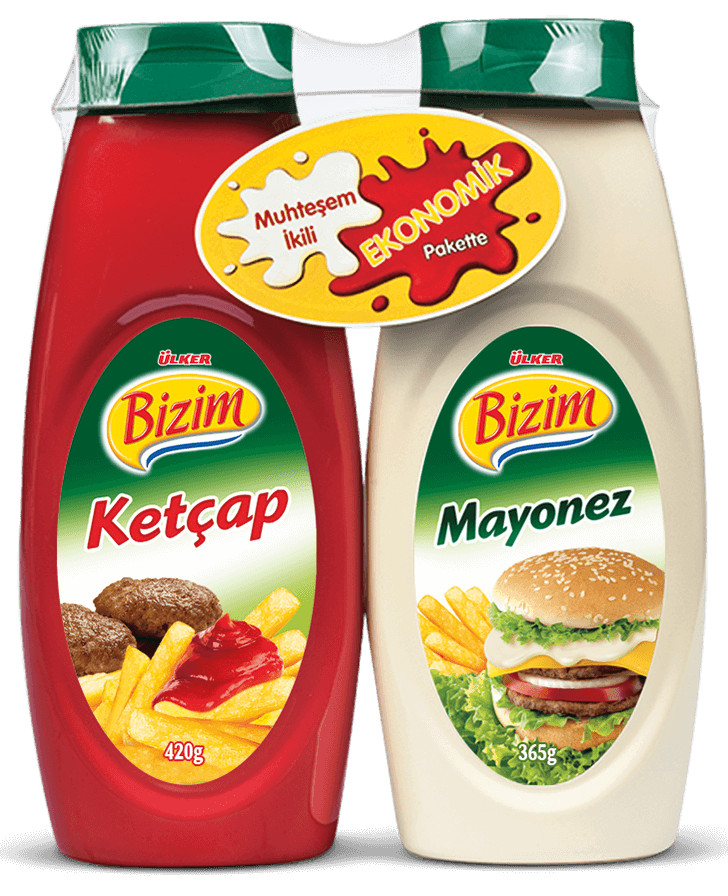 Muhteşem
İkili
EKONOMİK
Pakette
ÜLKER
Bizim
Ketçap
420g
ÜLKER
Bizim
Mayonez
365g